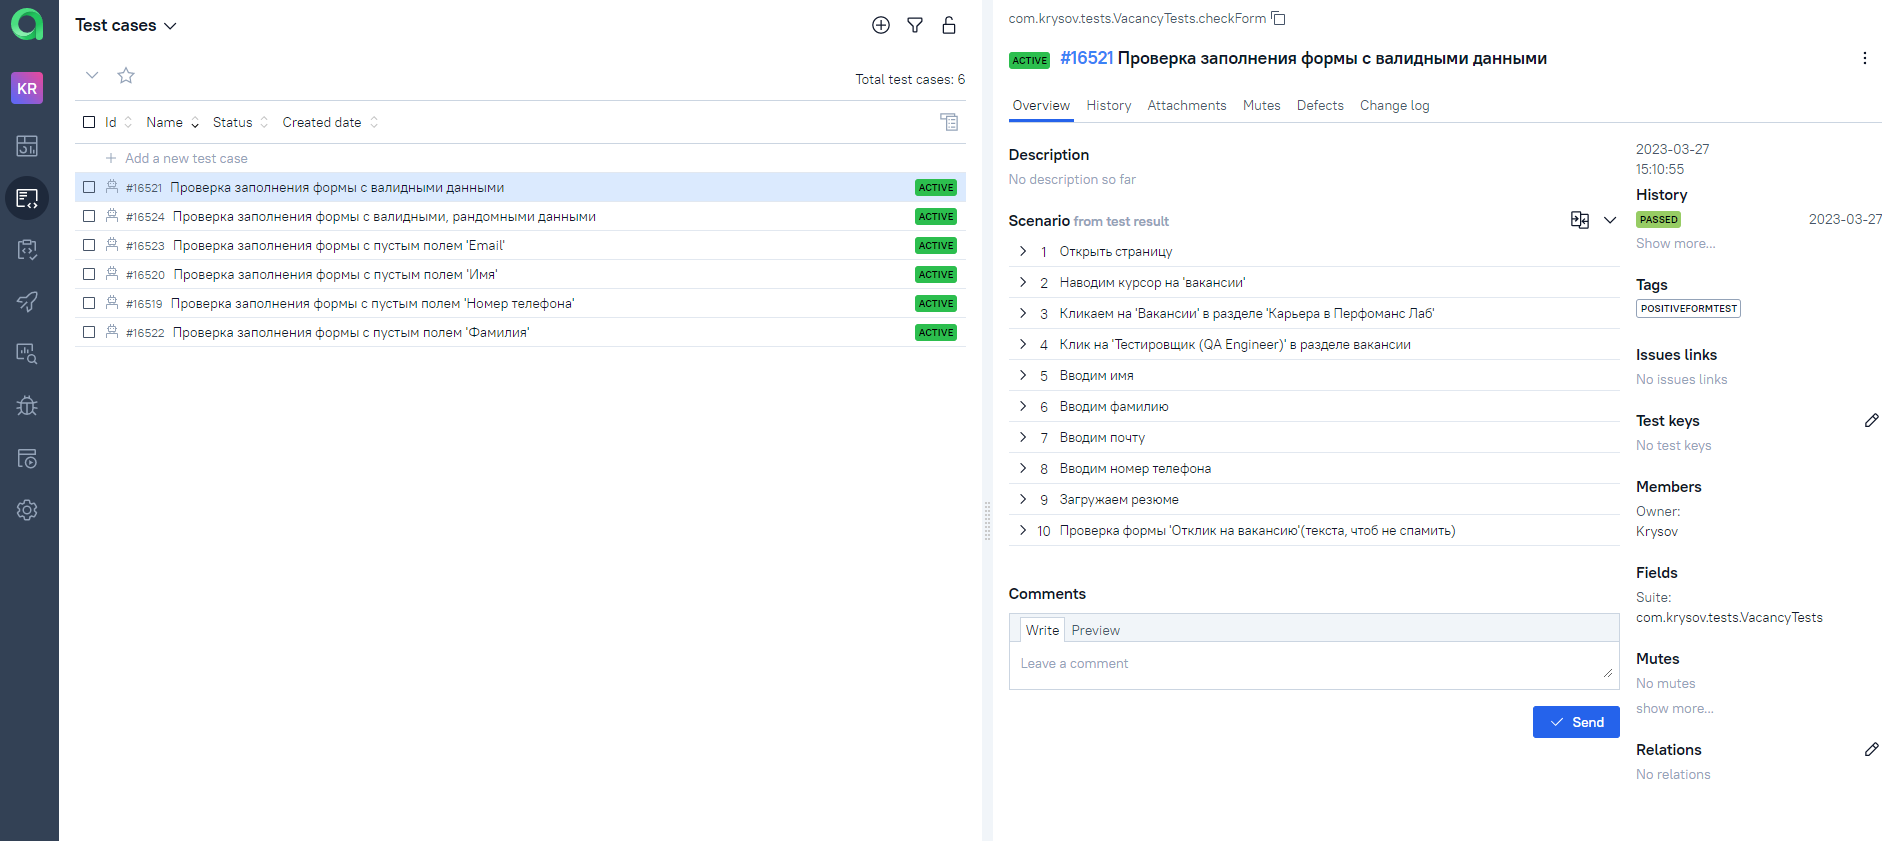 KR
Test cases
Total test cases: 6
Id Name Status Created date
Add a new test case
#16521 Проверка заполнения формы с валидными данными ACTIVE
#16524 Проверка заполнения формы с валидными, рандомными данными ACTIVE
#16523 Проверка заполнения формы с пустым полем 'Email' ACTIVE
#16520 Проверка заполнения формы с пустым полем 'Имя' ACTIVE
#16519 Проверка заполнения формы с пустым полем 'Номер телефона' ACTIVE
#16522 Проверка заполнения формы с пустым полем 'Фамилия' ACTIVE
com.krysov.tests.VacancyTests.checkForm
ACTIVE #16521 Проверка заполнения формы с валидными данными
Overview History Attachments Mutes Defects Change log
Description
No description so far
Scenario from test result
1 Открыть страницу
2 Наводим курсор на 'вакансии'
3 Кликаем на 'Вакансии' в разделе 'Карьера в Перфоманс Лаб'
4 Клик на 'Тестировщик (QA Engineer)' в разделе вакансии
5 Вводим имя
6 Вводим фамилию
7 Вводим почту
8 Вводим номер телефона
9 Загружаем резюме
10 Проверка формы 'Отклик на вакансию'(текста, чтоб не спамить)
Comments
Write Preview
Leave a comment
Send
2023-03-27
15:10:55
History
PASSED 2023-03-27
Show more...
Tags
POSITIVEFORMTEST
Issues links
No issues links
Test keys
No test keys
Members
Owner:
Krysov
Fields
Suite:
com.krysov.tests.VacancyTests
Mutes
No mutes
show more...
Relations
No relations